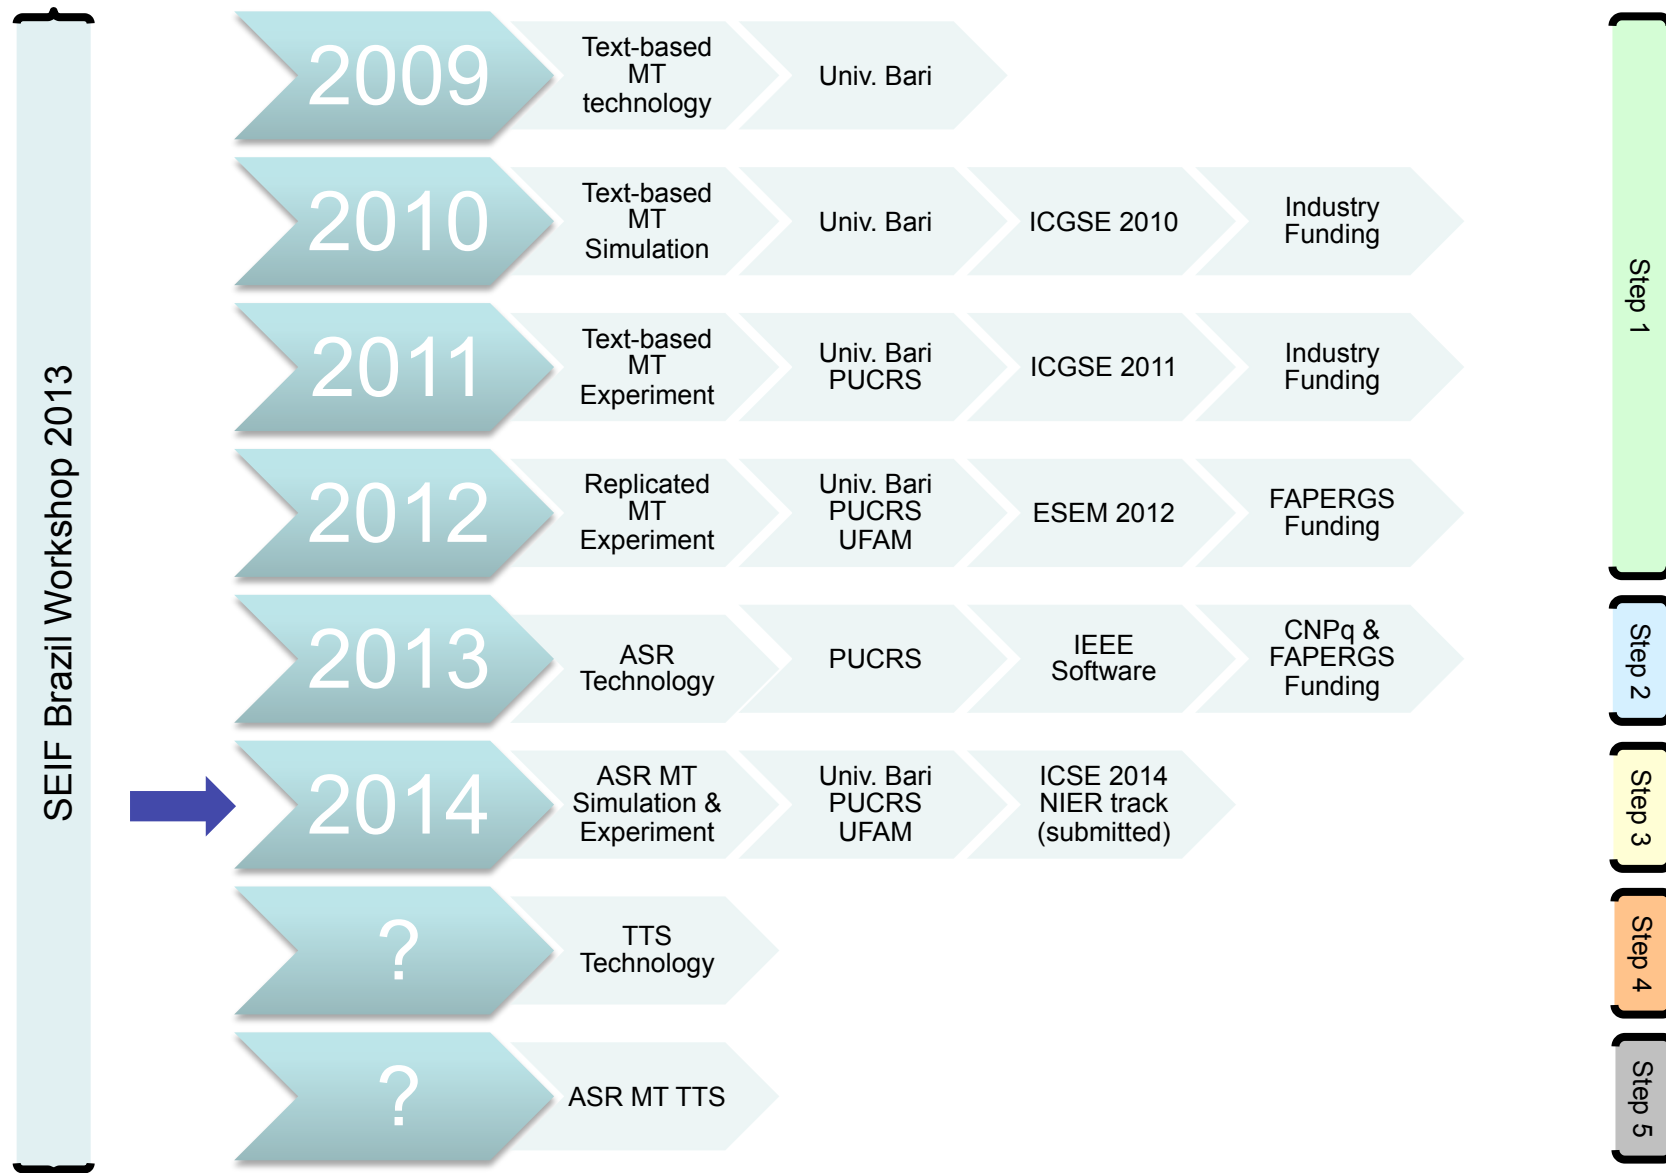 SEIF Brazil Workshop 2013
2009
Text-based
MT
technology
Univ. Bari
2010
Text-based
MT
Simulation
Univ. Bari
ICGSE 2010
Industry
Funding
2011
Text-based
MT
Experiment
Univ. Bari
PUCRS
ICGSE 2011
Industry
Funding
2012
Replicated
MT
Experiment
Univ. Bari
PUCRS
UFAM
ESEM 2012
FAPERGS
Funding
Step 1
2013
ASR
Technology
PUCRS
IEEE
Software
CNPq &
FAPERGS
Funding
Step 2
2014
ASR MT
Simulation &
Experiment
Univ. Bari
PUCRS
UFAM
ICSE 2014
NIER track
(submitted)
Step 3
?
TTS
Technology
Step 4
?
ASR MT TTS
Step 5